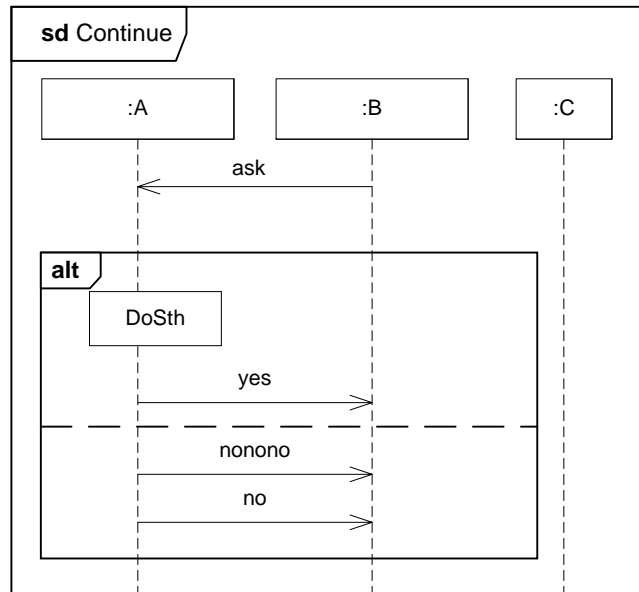 sd Continue
:A :B :C
ask
alt
DoSth
yes
nonono
no